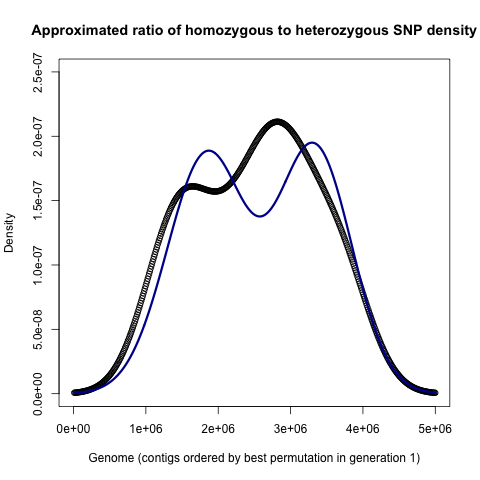 Approximated ratio of homozygous to heterozygous SNP density
2.5e-07
2.0e-07
1.5e-07
1.0e-07
5.0e-08
0.0e+00
Density
0e+00 1e+06 2e+06 3e+06 4e+06 5e+06
Genome (contigs ordered by best permutation in generation 1)